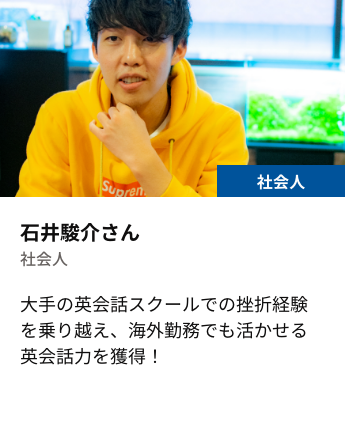 Suprem
社会人
石井駿介さん
社会人
大手の英会話スクールでの挫折経験
を乗り越え、海外勤務でも活かせる
英会話力を獲得！